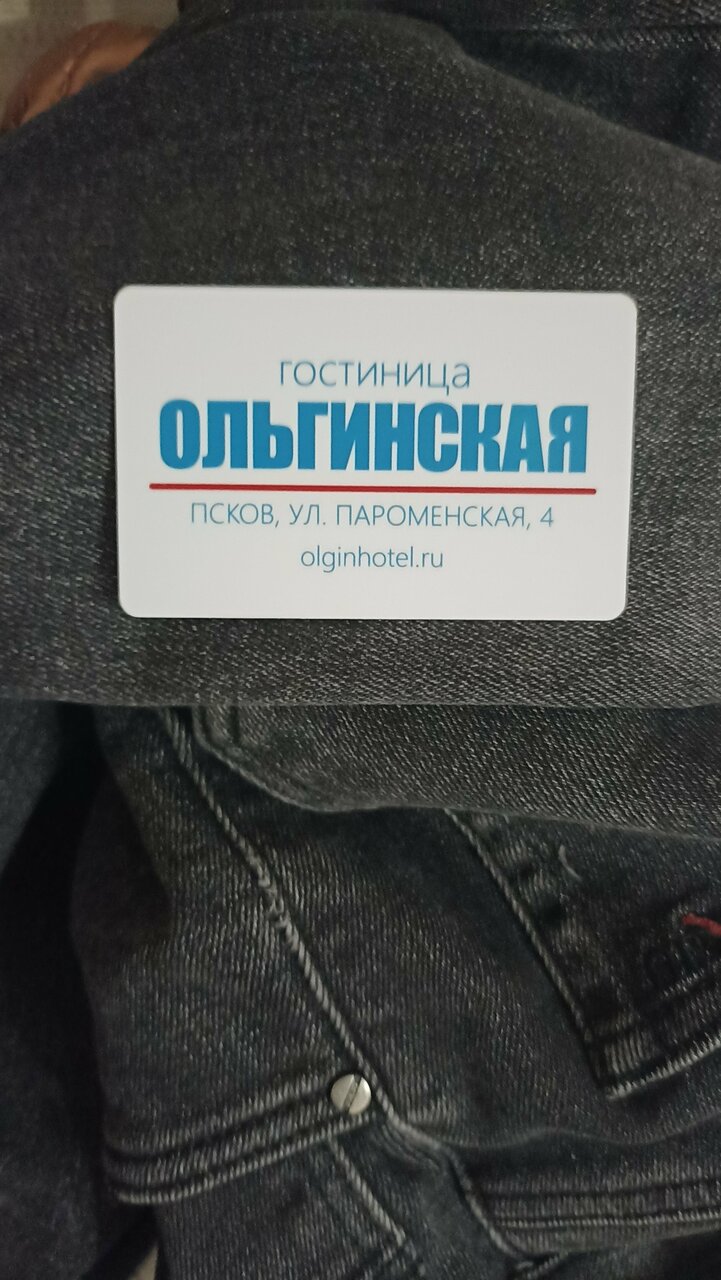 ГОСТИНИЦА
ОЛЬГИНСКАЯ
ПСКОВ, УЛ. ПАРОМЕНСКАЯ, 4
olginhotel.ru